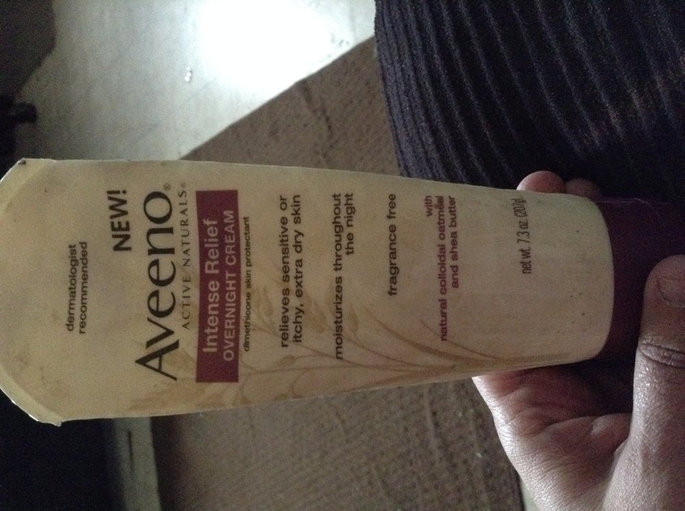 dermatologist
recommended
NEW!
Aveeno®
ACTIVE NATURALS®
Intense Relief
OVERNIGHT CREAM
dimethicone skin protectant
relieves sensitive or
itchy, extra dry skin
moisturizes throughout
the night
fragrance free
with
natural colloidal oatmeal
and shea butter
net wt. 7.3 oz (207g)